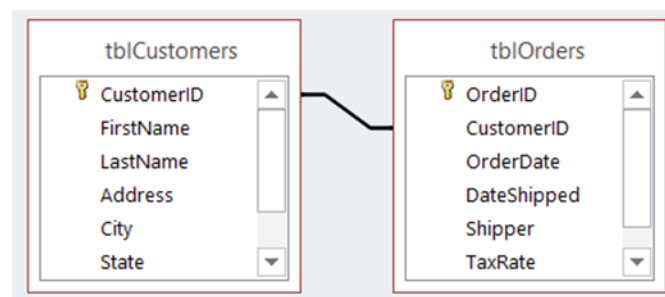 tblCustomers
CustomerID
FirstName
LastName
Address
City
State
tblOrders
OrderID
CustomerID
OrderDate
DateShipped
Shipper
TaxRate